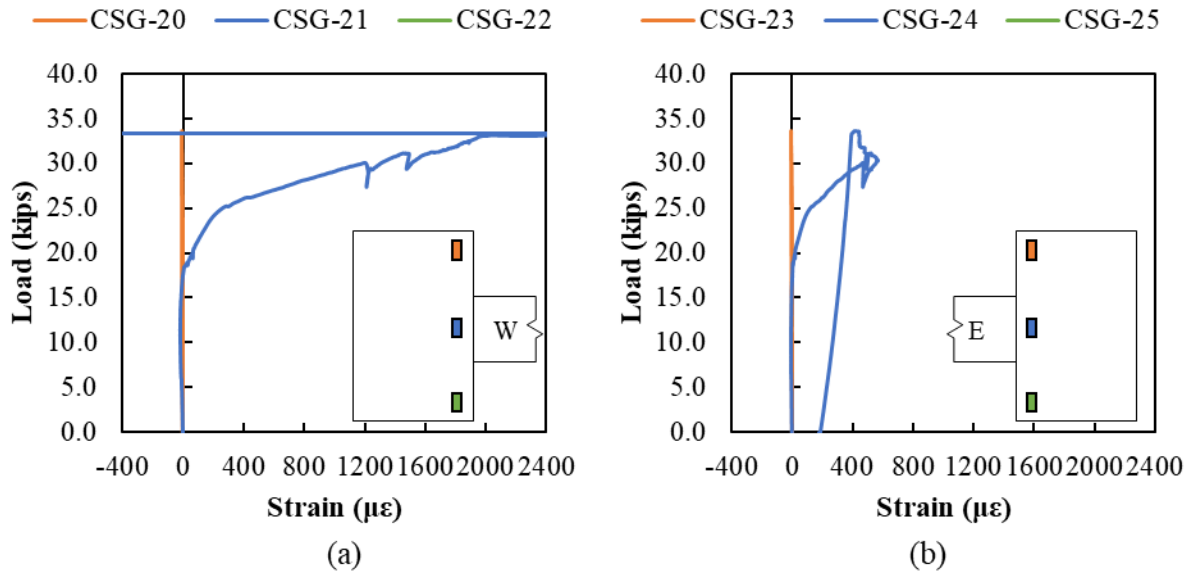 CSG-20 CSG-21 CSG-22
40.0
35.0
30.0
25.0
20.0
15.0
10.0
5.0
0.0
Load (kips)
W
-400 0 400 800 1200 1600 2000 2400
Strain (με)
(a)
CSG-23 CSG-24 CSG-25
40.0
35.0
30.0
25.0
20.0
15.0
10.0
5.0
0.0
Load (kips)
E
-400 0 400 800 1200 1600 2000 2400
Strain (με)
(b)